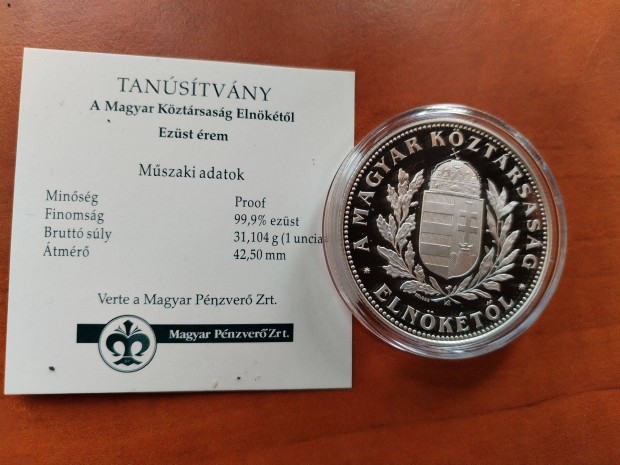 TANÚSÍTVÁNY
A Magyar Köztársaság Elnökétől
Ezüst érem
Műszaki adatok
Minőség Proof
Finomság 99,9% ezüst
Bruttó súly 31,104 g (1 uncia
Átmérő 42,50 mm
Verte a Magyar Pénzverő Zrt.
Magyar Pénzverő Zrt.
A MAGYAR KÖZTÁRSASÁG
ELNÖKÉTŐL